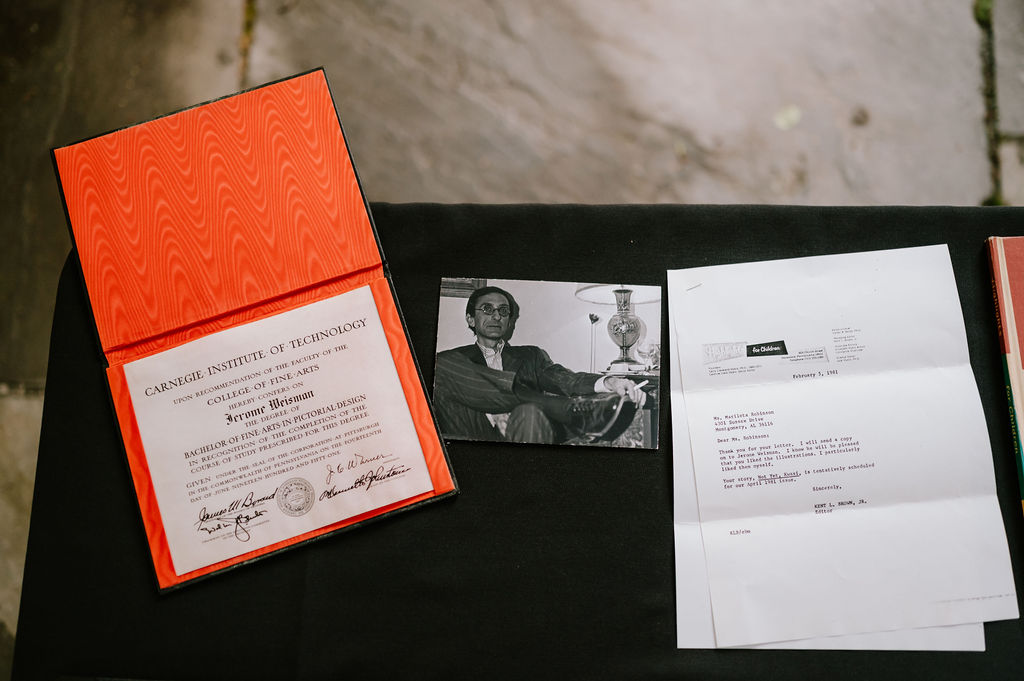 CARNEGIE INSTITUTE OF TECHNOLOGY
UPON RECOMMENDATION OF THE FACULTY OF THE
COLLEGE OF FINE ARTS
HEREBY CONFERS ON
Jerome Weisman
THE DEGREE OF
BACHELOR OF FINE ARTS IN PICTORIAL DESIGN
IN RECOGNITION OF THE COMPLETION OF THE
COURSE OF STUDY PRESCRIBED FOR THIS DEGREE
GIVEN UNDER THE SEAL OF THE CORPORATION AT PITTSBURGH
IN THE COMMONWEALTH OF PENNSYLVANIA ON THE FOURTEENTH
DAY OF JUNE NINETEEN HUNDRED AND FIFTY ONE
for Children
February 5, 1981
Ms. Marileta Robinson
4301 Sunset Drive
Montgomery, AL 36116
Dear Ms. Robinson:
Thank you for your letter. I will send a copy
on to Jerome Weisman. I know he will be pleased
that you liked the illustrations. I particularly
liked them myself.
Your story, Not Yet, Kwasi, is tentatively scheduled
for our April 1981 issue.
Sincerely,
KENT L. BROWN, JR.
Editor
KLB/rbm
for Children